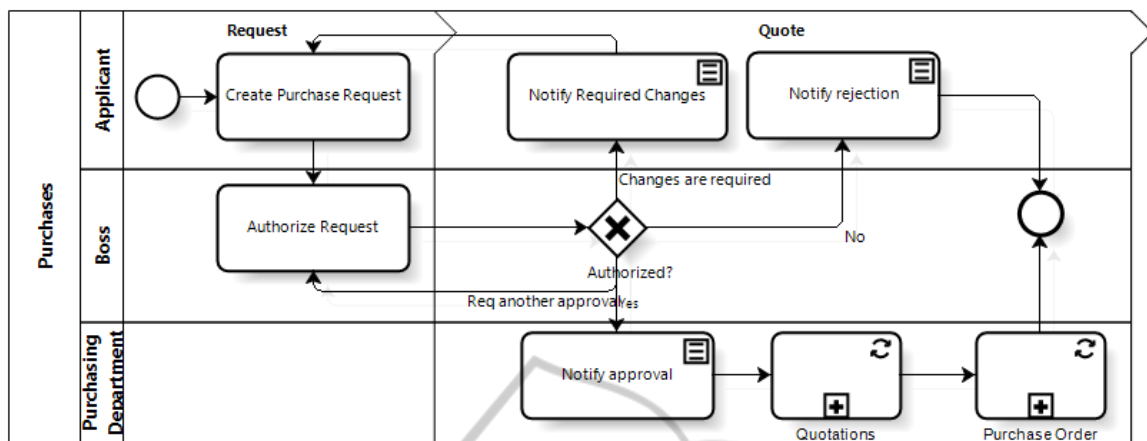 Request
Quote
Purchases
Applicant
Create Purchase Request
Notify Required Changes
Notify rejection
Changes are required
Boss
Authorize Request
No
Authorized?
Req another approval
Yes
Purchasing
Department
Notify approval
Quotations
Purchase Order